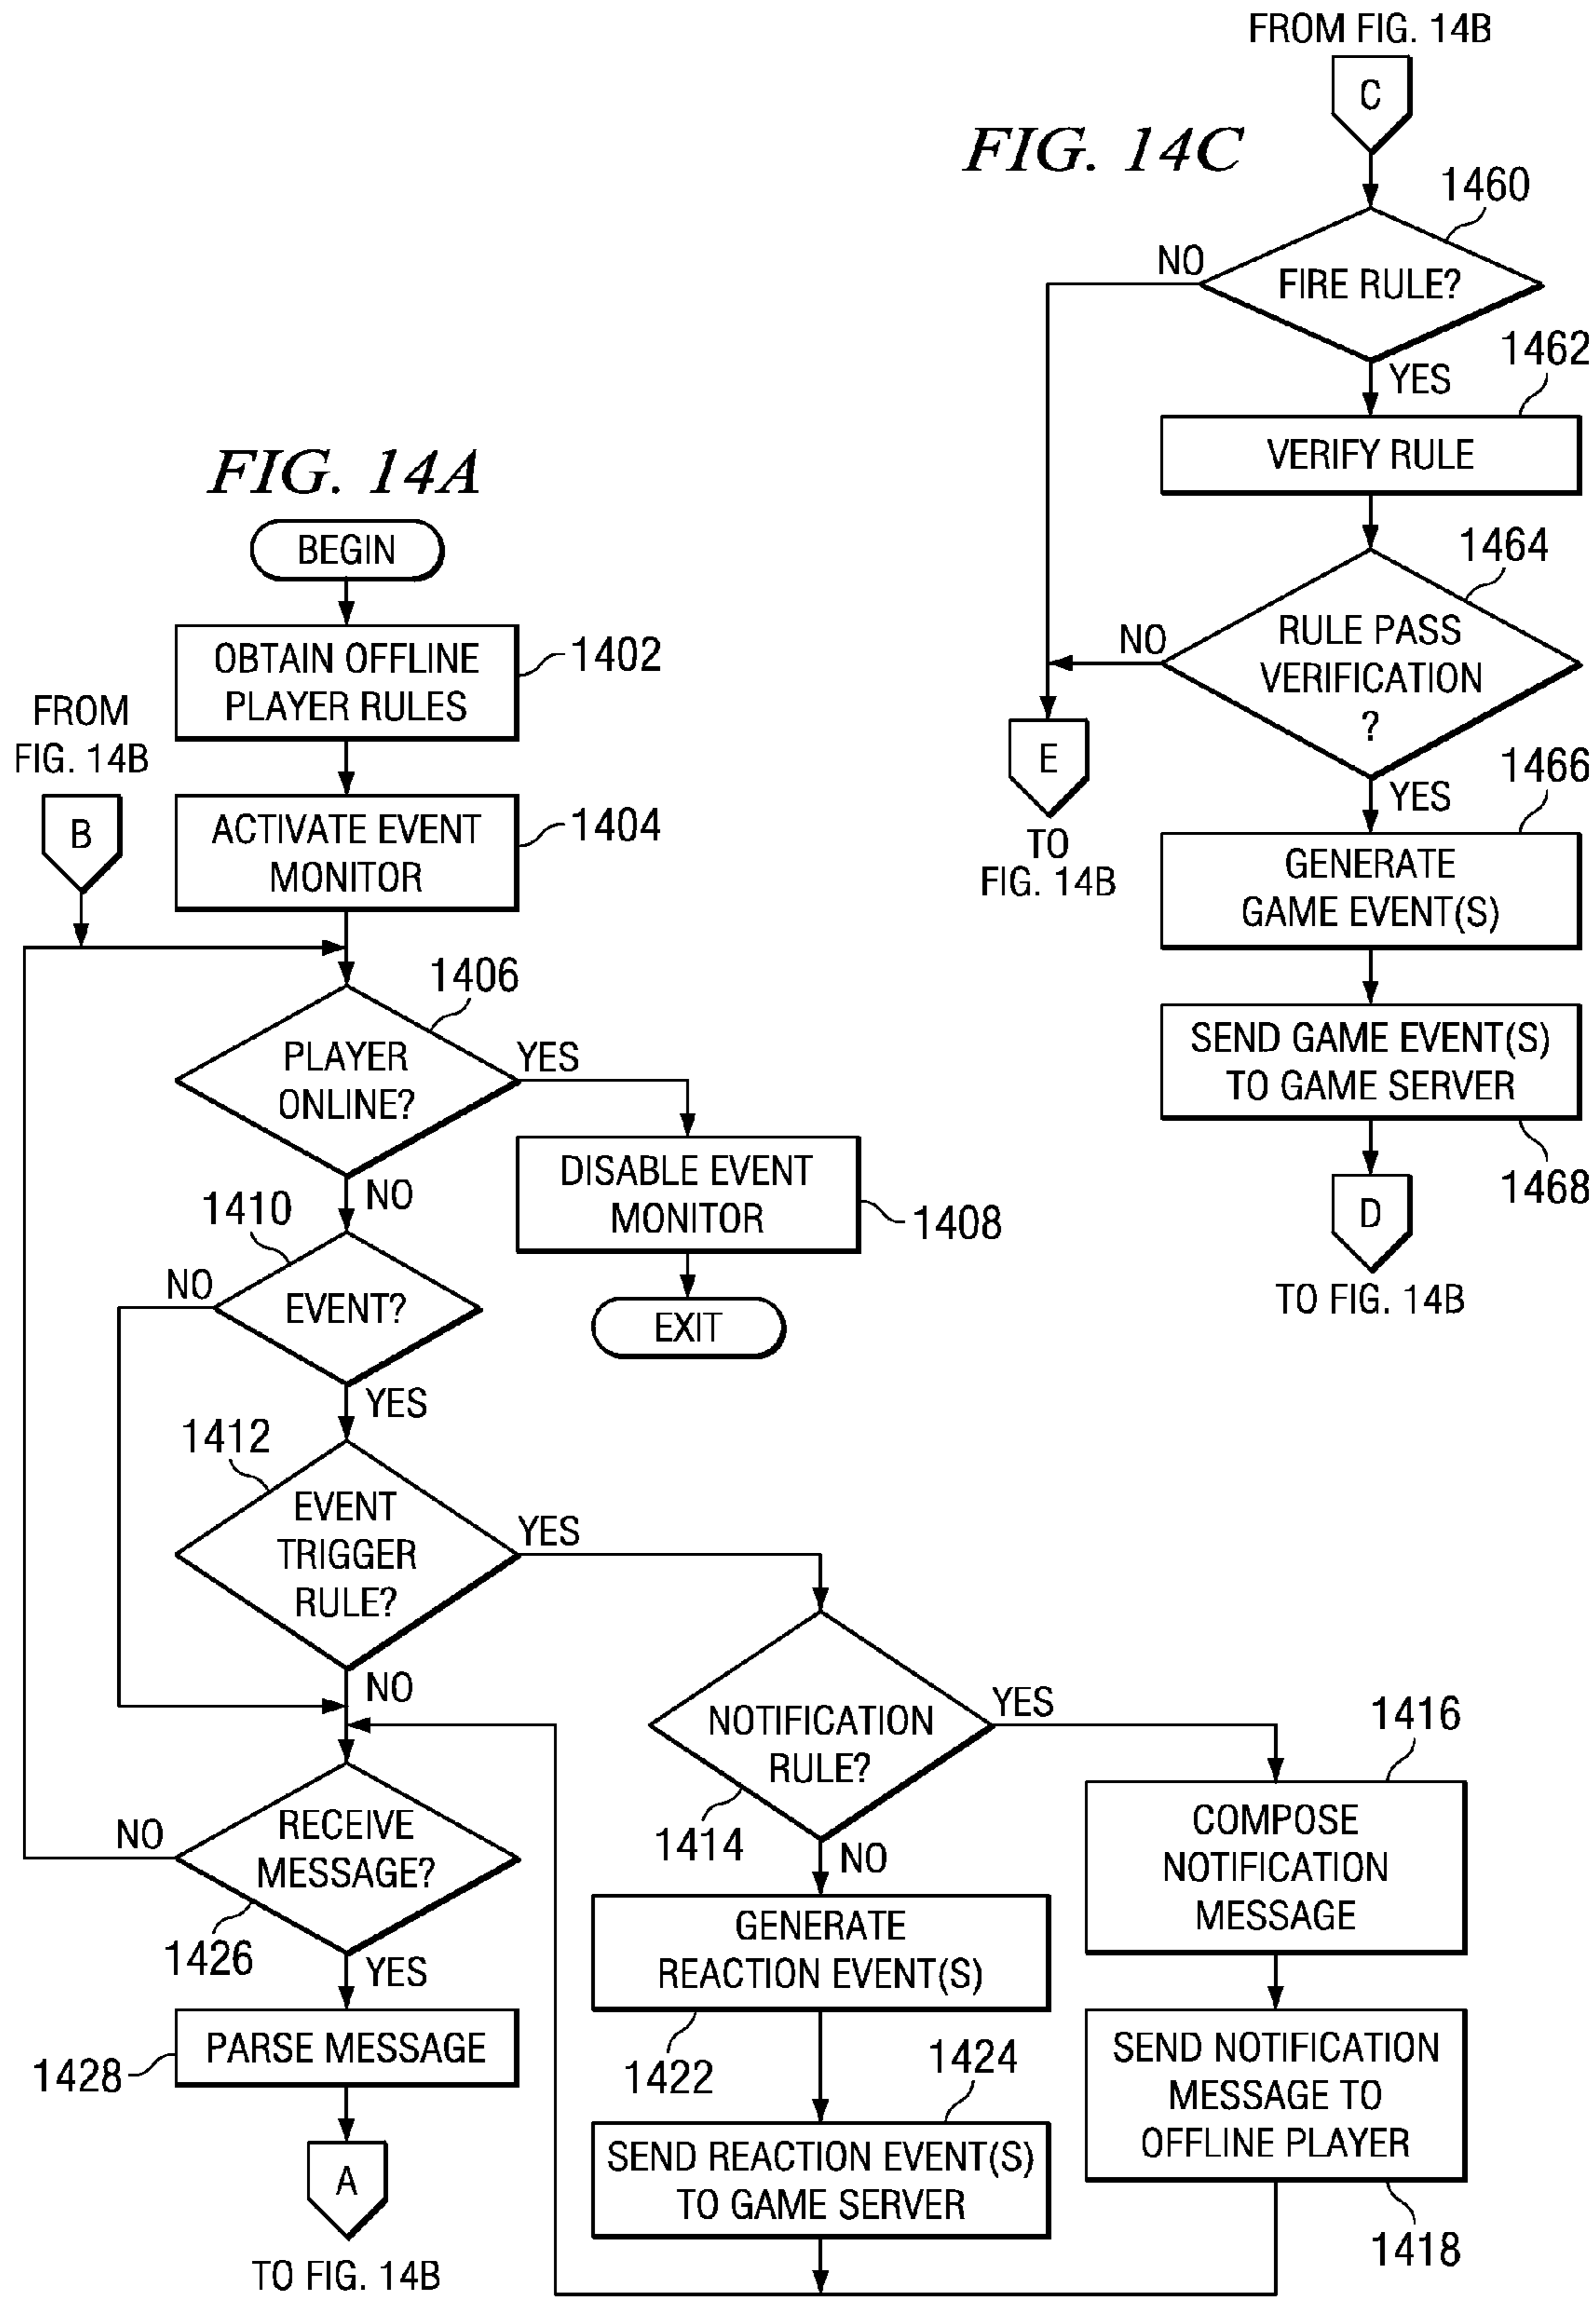 FIG. 14A
BEGIN
OBTAIN OFFLINE
PLAYER RULES
1402
FROM
FIG. 14B
B
ACTIVATE EVENT
MONITOR
1404
1406
PLAYER
ONLINE?
YES
NO
DISABLE EVENT
MONITOR
1408
EXIT
1410
EVENT?
NO
YES
1412
EVENT
TRIGGER
RULE?
YES
NO
NOTIFICATION
RULE?
1414
YES
NO
1416
COMPOSE
NOTIFICATION
MESSAGE
SEND NOTIFICATION
MESSAGE TO
OFFLINE PLAYER
1418
GENERATE
REACTION EVENT(S)
1422
1424
SEND REACTION EVENT(S)
TO GAME SERVER
RECEIVE
MESSAGE?
NO
1426
YES
PARSE MESSAGE
1428
A
TO FIG. 14B
FIG. 14C
FROM FIG. 14B
C
1460
FIRE RULE?
NO
YES
1462
VERIFY RULE
1464
RULE PASS
VERIFICATION
?
NO
YES
E
TO
FIG. 14B
1466
GENERATE
GAME EVENT(S)
SEND GAME EVENT(S)
TO GAME SERVER
1468
D
TO FIG. 14B